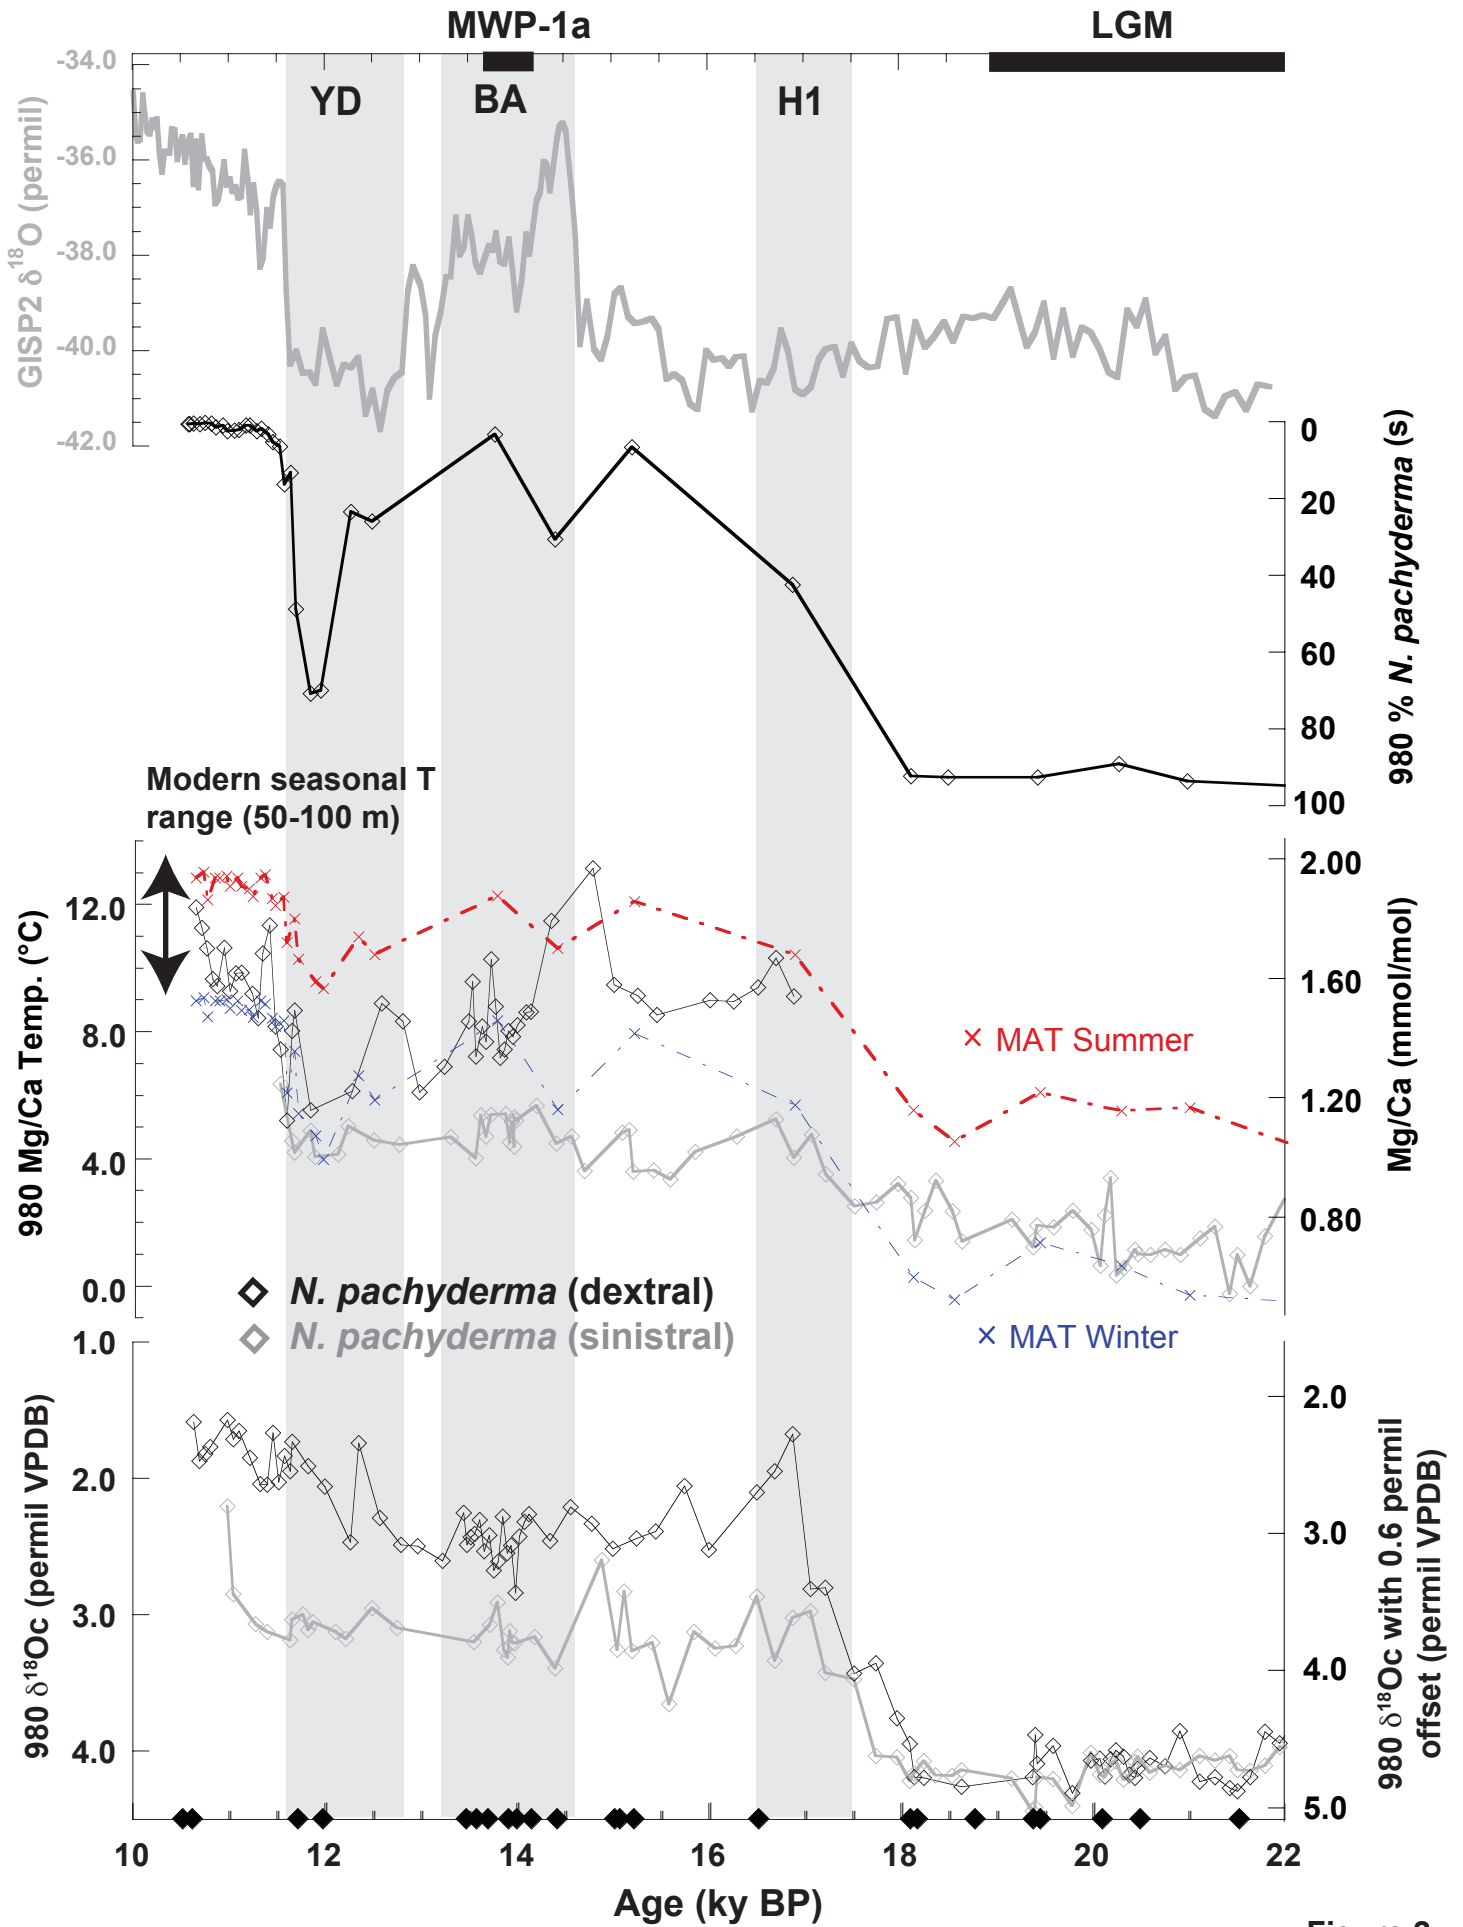 MWP-1a
LGM
YD
BA
H1
-34.0
-36.0
-38.0
-40.0
-42.0
GISP2 δ18O (permil)
0
20
40
60
80
100
980 % N. pachyderma (s)
Modern seasonal T
range (50-100 m)
12.0
8.0
4.0
0.0
980 Mg/Ca Temp. (°C)
2.00
1.60
1.20
0.80
Mg/Ca (mmol/mol)
MAT Summer
MAT Winter
N. pachyderma (dextral)
N. pachyderma (sinistral)
1.0
2.0
3.0
4.0
980 δ18Oc (permil VPDB)
2.0
3.0
4.0
5.0
980 δ18Oc with 0.6 permil
offset (permil VPDB)
10
12
14
16
18
20
22
Age (ky BP)